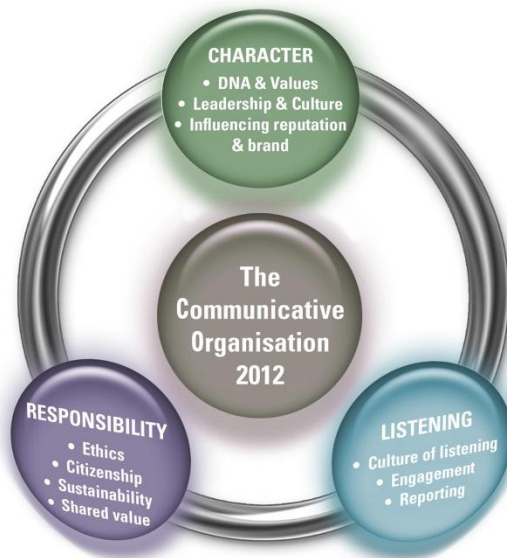 CHARACTER
• DNA & Values
• Leadership & Culture
• Influencing reputation
& brand
The
Communicative
Organisation
2012
RESPONSIBILITY
• Ethics
• Citizenship
• Sustainability
• Shared value
LISTENING
• Culture of listening
• Engagement
• Reporting